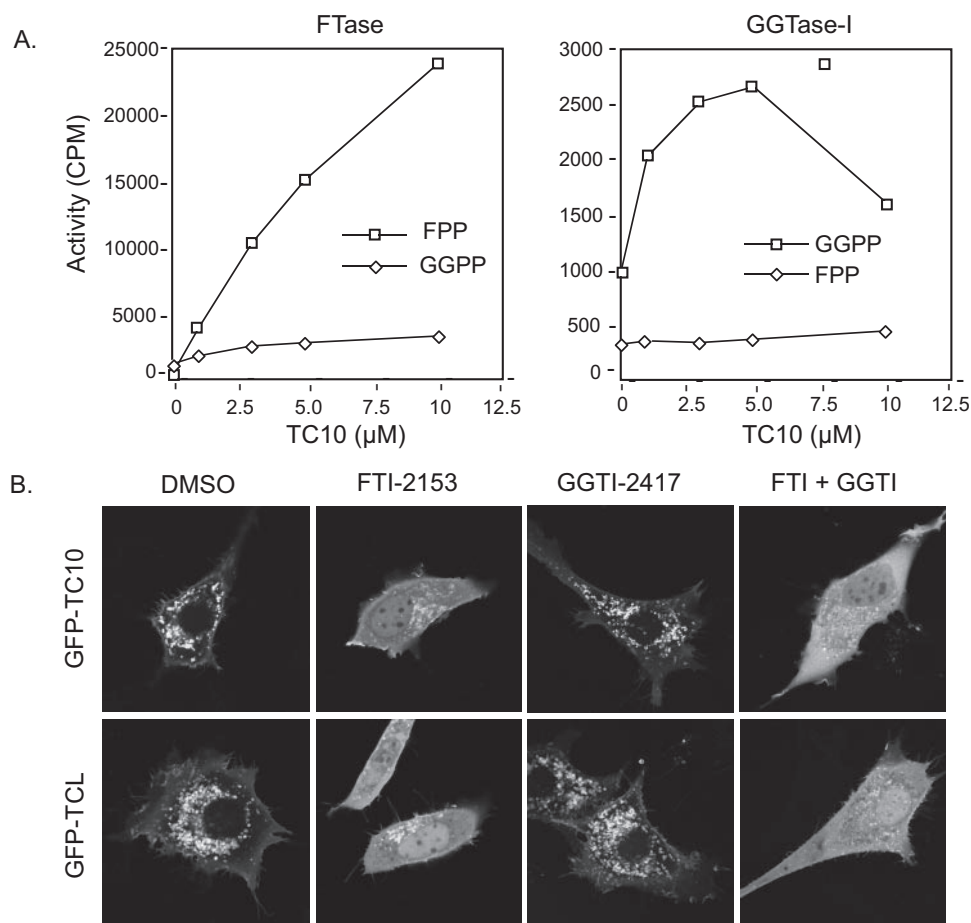 A.
FTase
GGTase-I
Activity (CPM)
25000
20000
15000
10000
5000
0
FPP
GGPP
0 2.5 5.0 7.5 10 12.5
TC10 (µM)
3000
2500
2000
1500
1000
500
0
GGPP
FPP
0 2.5 5.0 7.5 10 12.5
TC10 (µM)
B.
DMSO FTI-2153 GGTI-2417 FTI + GGTI
GFP-TC10
GFP-TCL